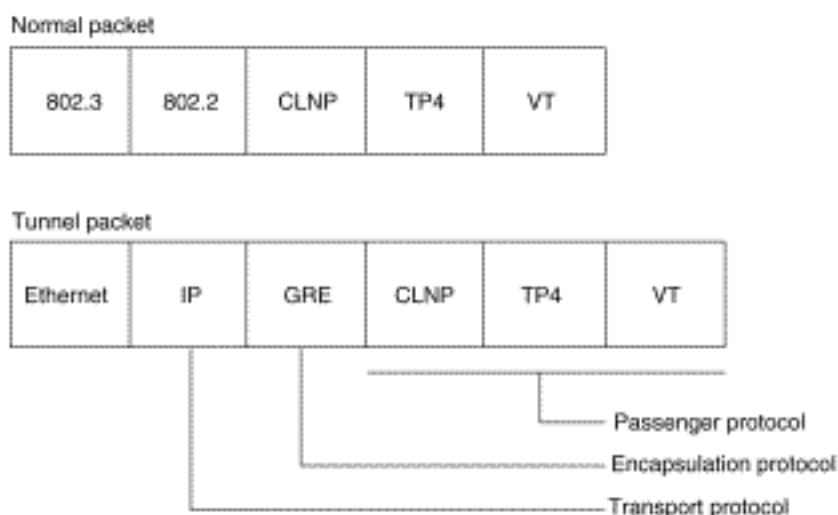 Normal packet
802.3 802.2 CLNP TP4 VT
Tunnel packet
Ethernet IP GRE CLNP TP4 VT
Passenger protocol
Encapsulation protocol
Transport protocol